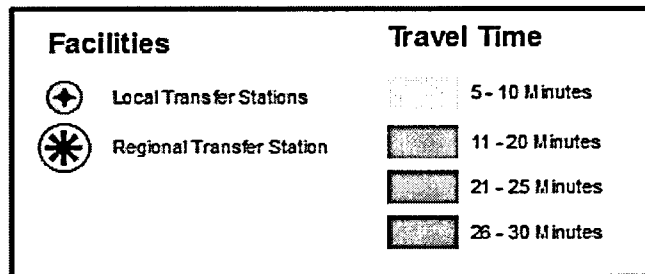 Facilities
Local Transfer Stations
Regional Transfer Station
Travel Time
5 - 10 Minutes
11 - 20 Minutes
21 - 25 Minutes
26 - 30 Minutes